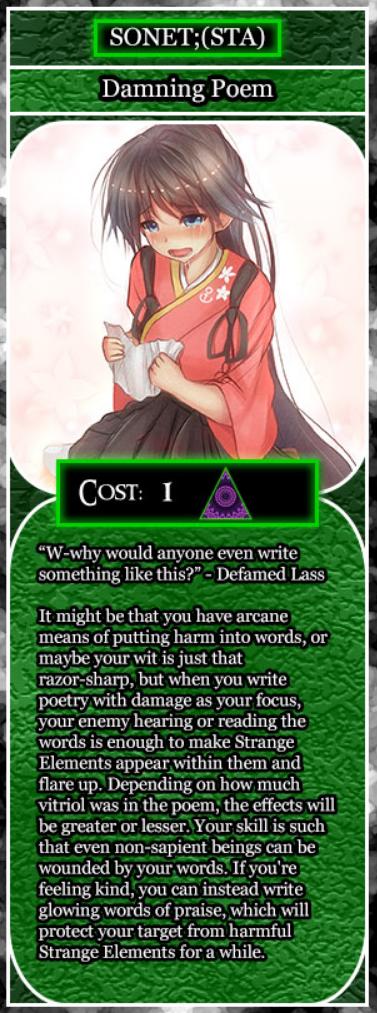 SONET;(STA)
Damning Poem
Cost: 1
“W-why would anyone even write
something like this?” - Defamed Lass
It might be that you have arcane
means of putting harm into words, or
maybe your wit is just that
razor-sharp, but when you write
poetry with damage as your focus,
your enemy hearing or reading the
words is enough to make Strange
Elements appear within them and
flare up. Depending on how much
vitriol was in the poem, the effects will
be greater or lesser. Your skill is such
that even non-sapient beings can be
wounded by your words. If you're
feeling kind, you can instead write
glowing words of praise, which will
protect your target from harmful
Strange Elements for a while.